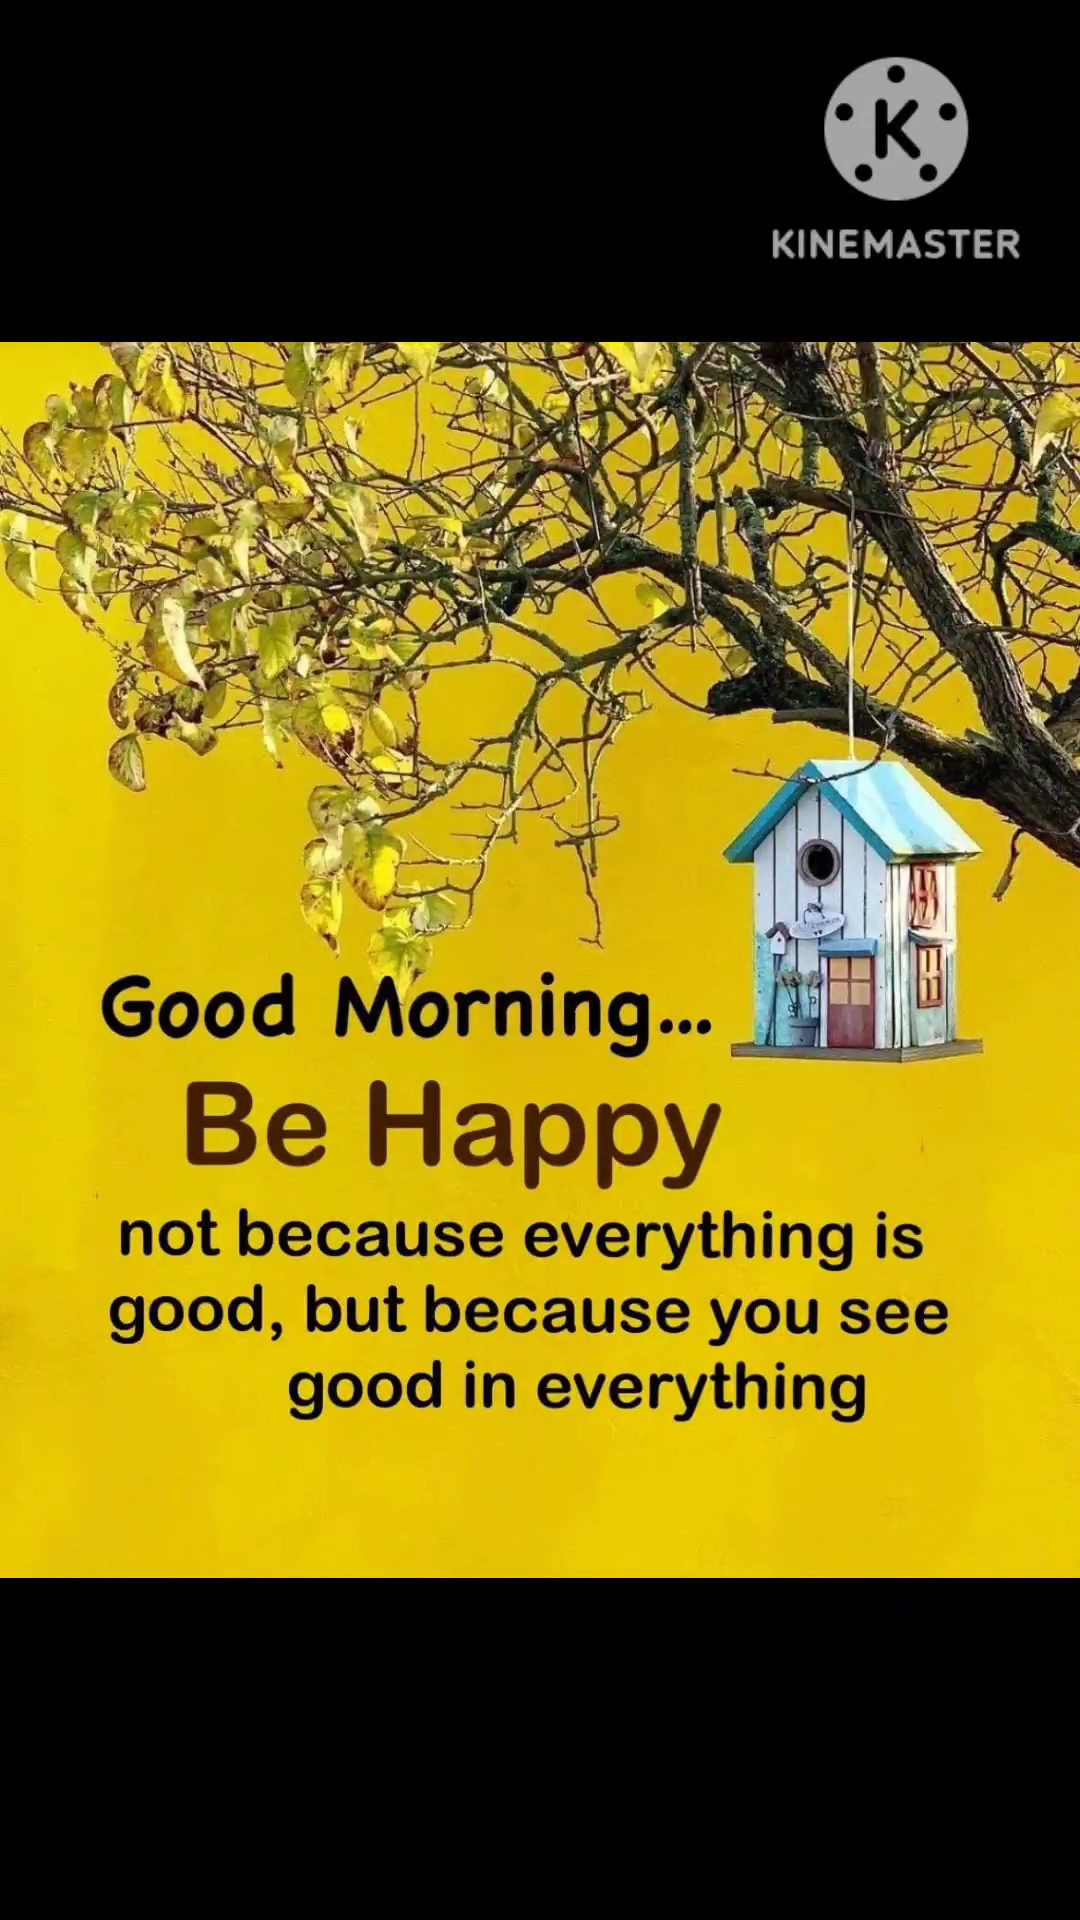 K
KINEMASTER
Good Morning...
Be Happy
not because everything is
good, but because you see
good in everything